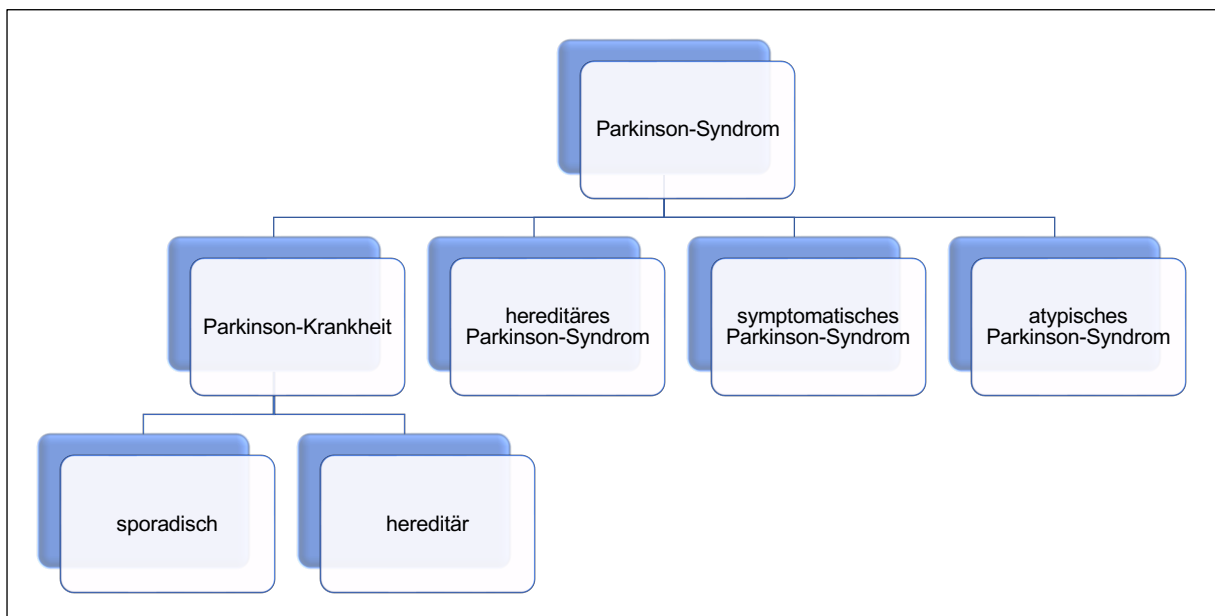 Parkinson-Syndrom
Parkinson-Krankheit
hereditäres
Parkinson-Syndrom
symptomatisches
Parkinson-Syndrom
atypisches
Parkinson-Syndrom
sporadisch
hereditär